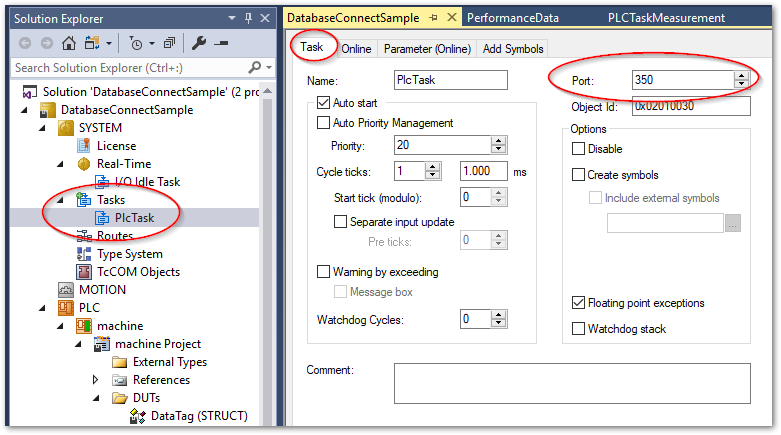 Solution Explorer
Search Solution Explorer (Ctrl+:)
Solution 'DatabaseConnectSample' (2 pro
DatabaseConnectSample
SYSTEM
License
Real-Time
I/O Idle Task
Tasks
PlcTask
Routes
Type System
TcCOM Objects
MOTION
PLC
machine
machine Project
External Types
References
DUTs
DataTag (STRUCT)
DatabaseConnectSample
PerformanceData
PLCTaskMeasurement
Task
Online
Parameter (Online)
Add Symbols
Name:
PlcTask
Port:
350
Auto start
Object Id:
0x02010030
Auto Priority Management
Options
Priority:
20
Disable
Cycle ticks:
1
1.000
ms
Create symbols
Start tick (modulo):
0
Include external symbols
Separate input update
...
Pre ticks:
0
Warning by exceeding
Message box
Floating point exceptions
Watchdog Cycles:
0
Watchdog stack
Comment: